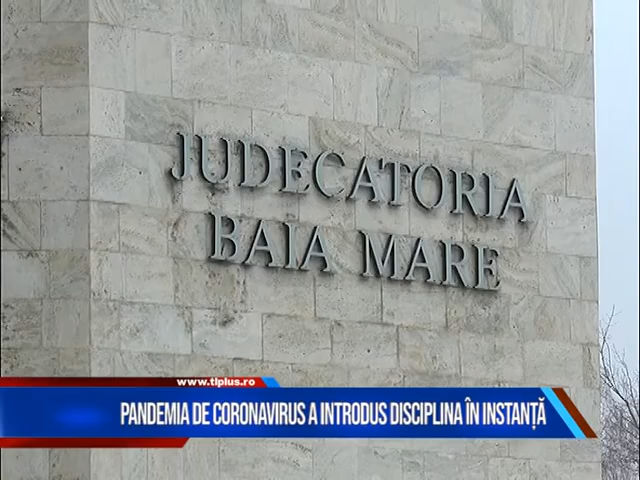 JUDECATORIA
BAIA MARE
www.tlplus.ro
PANDEMIA DE CORONAVIRUS A INTRODUS DISCIPLINA ÎN INSTANȚĂ